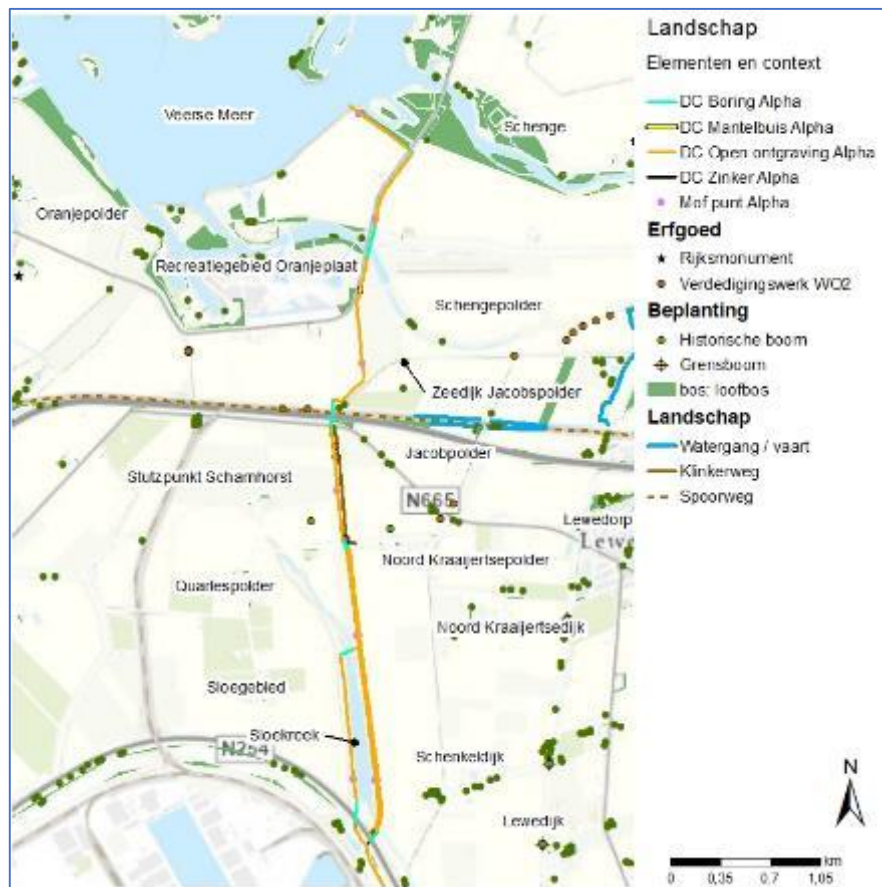 Landschap
Elementen en context
DC Boring Alpha
DC Mantelbuis Alpha
DC Open ontgraving Alpha
DC Zinker Alpha
Mof punt Alpha
Erfgoed
Rijksmonument
Verdedigingswerk WO2
Beplanting
Historische boom
Grensboom
bos: loofbos
Landschap
Watergang / vaart
Klinkerweg
Spoorweg
Veerse Meer
Schenge
Oranjepolder
Recreatiegebied Oranjeplaat
Schengepolder
Zeedijk Jacobspolder
Jacobpolder
Stutzpunkt Scharnhorst
N665
Lewedorp
Lewe
Noord Kraaijertsepolder
Quarlespolder
Noord Kraaijertsedijk
Sloegebied
Sloekreek
N254
Schenkeldijk
Lewedijk
N
km
0 0,35 0,7 1,05